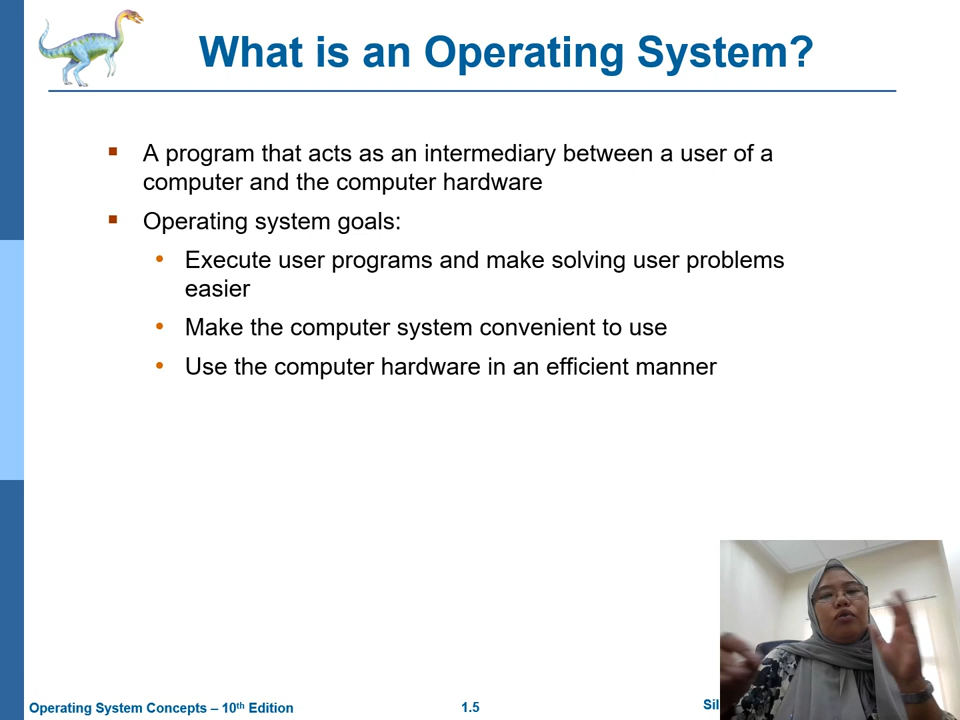 What is an Operating System?
A program that acts as an intermediary between a user of a
computer and the computer hardware
Operating system goals:
Execute user programs and make solving user problems
easier
Make the computer system convenient to use
Use the computer hardware in an efficient manner
Operating System Concepts – 10th Edition
1.5
Sil